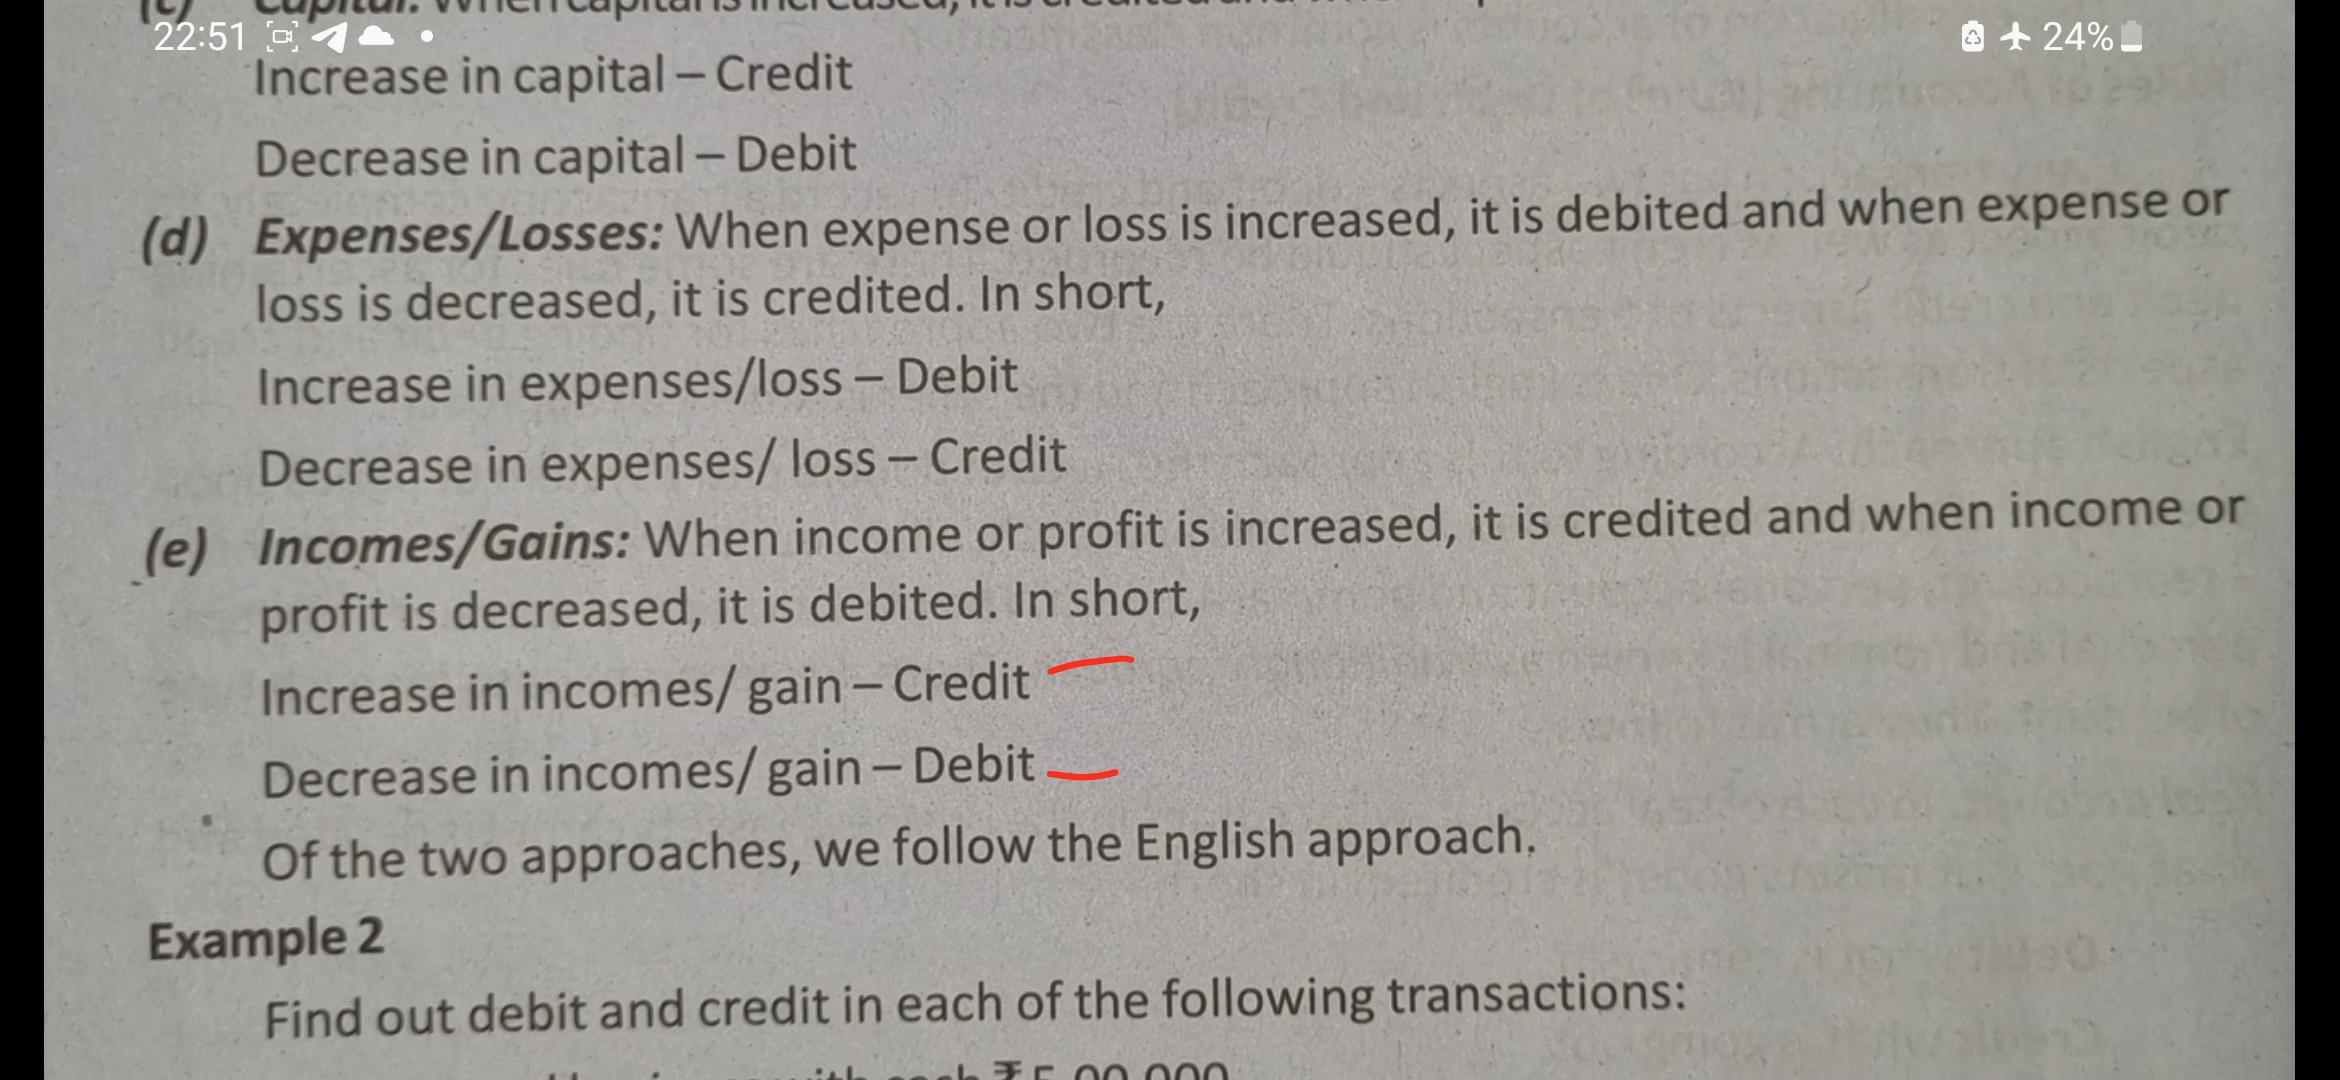 22:51
24%
Increase in capital – Credit
Decrease in capital – Debit
(d) Expenses/Losses: When expense or loss is increased, it is debited and when expense or
loss is decreased, it is credited. In short,
Increase in expenses/loss – Debit
Decrease in expenses/ loss – Credit
(e) Incomes/Gains: When income or profit is increased, it is credited and when income or
profit is decreased, it is debited. In short,
Increase in incomes/ gain – Credit
Decrease in incomes/ gain – Debit
Of the two approaches, we follow the English approach.
Example 2
Find out debit and credit in each of the following transactions: